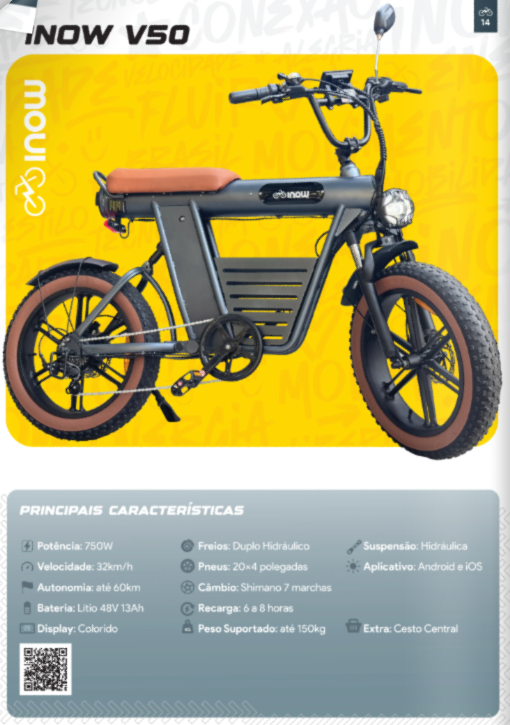 14
INOW V50
inow
inow
PRINCIPAIS CARACTERÍSTICAS
Potência: 750W
Velocidade: 32km/h
Autonomia: até 60km
Bateria: Lítio 48V 13Ah
Display: Colorido
Freios: Duplo Hidráulico
Pneus: 20x4 polegadas
Câmbio: Shimano 7 marchas
Recarga: 6 a 8 horas
Peso Suportado: até 150kg
Suspensão: Hidráulica
Aplicativo: Android e iOS
Extra: Cesto Central